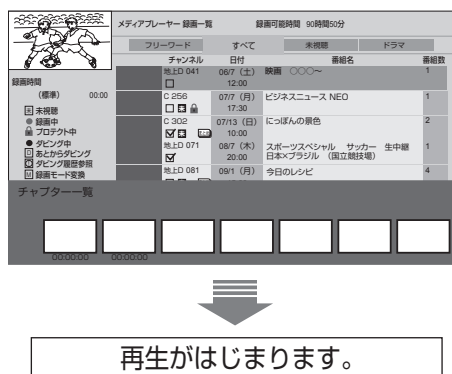 メディアプレーヤー 録画一覧 録画可能時間 90時間50分
フリーワード すべて 未視聴 ドラマ
チャンネル 日付 番組名 番組数
地上D 041 06/7（土） 映画 ○○○～ 1
12:00
C 256 07/7（月） ビジネスニュース NEO 1
17:30
C 302 07/13（日） にっぽんの景色 2
10:00
地上D 071 08/7（木） スポーツスペシャル サッカー 生中継 1
20:00 日本×ブラジル （国立競技場）
地上D 081 09/1（月） 今日のレシピ 4
録画時間
（標準） 00:00
未視聴
録画中
プロテクト中
ダビング中
D あとからダビング
ダビング履歴参照
M 録画モード変換
チャプター一覧
00:00:00 00:00:00
再生がはじまります。